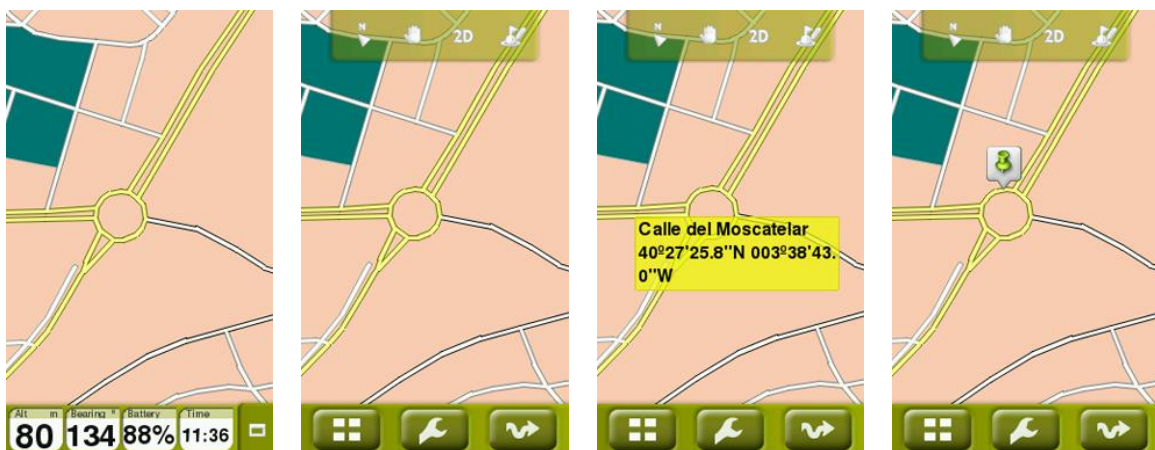 Alt m Bearing º Battery Time
80 134 88% 11:36
N 2D
N 2D
Calle del Moscatelar
40º27'25.8"N 003º38'43.
0"W
N 2D